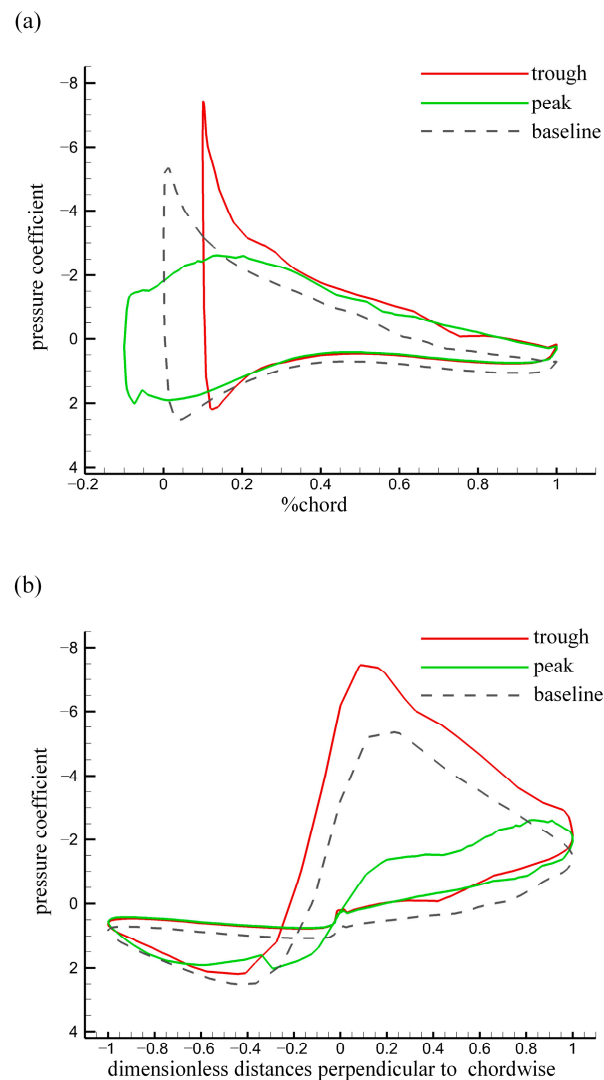 (a)
−8
−6
−4
−2
0
2
4
pressure coefficient
trough
peak
baseline
−0.2
0
0.2
0.4
0.6
0.8
1
%chord
(b)
−8
−6
−4
−2
0
2
4
pressure coefficient
trough
peak
baseline
−1
−0.8
−0.6
−0.4
−0.2
0
0.2
0.4
0.6
0.8
1
dimensionless distances perpendicular to chordwise